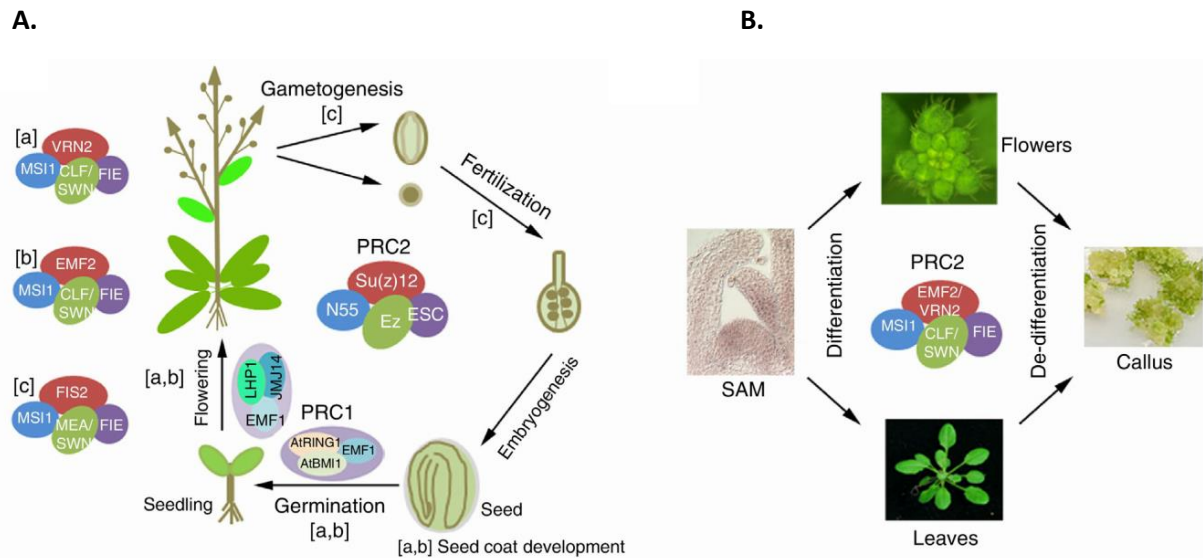 A.
B.
Gametogenesis
[c]
[a]
VRN2
MSI1
CLF/
SWN
FIE
Fertilization
[c]
[b]
EMF2
MSI1
CLF/
SWN
FIE
PRC2
Su(z)12
N55
Ez
ESC
[c]
FIS2
MSI1
MEA/
SWN
FIE
[a,b]
Flowering
LHP1
JMJ14
EMF1
PRC1
AtRING1
EMF1
AtBMI1
Embryogenesis
Seedling
Germination
[a,b]
Seed
[a,b] Seed coat development
Flowers
SAM
Differentiation
PRC2
EMF2/
VRN2
MSI1
CLF/
SWN
FIE
De-differentiation
Callus
Leaves